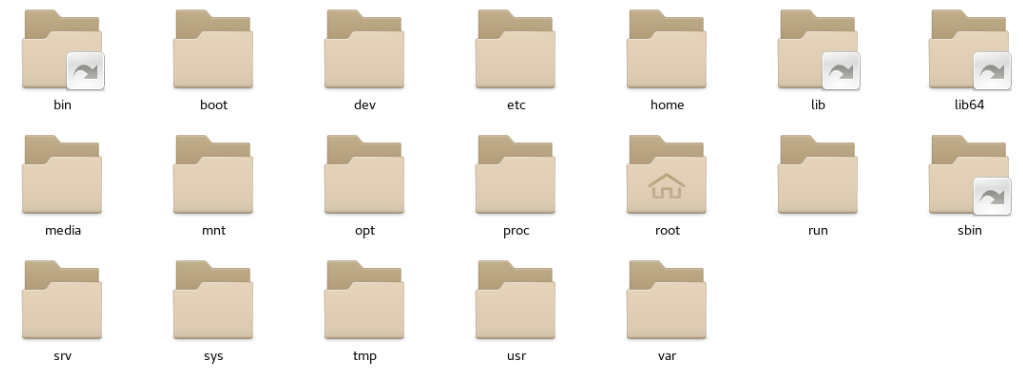 bin boot dev etc home lib lib64
media mnt opt proc root run sbin
srv sys tmp usr var